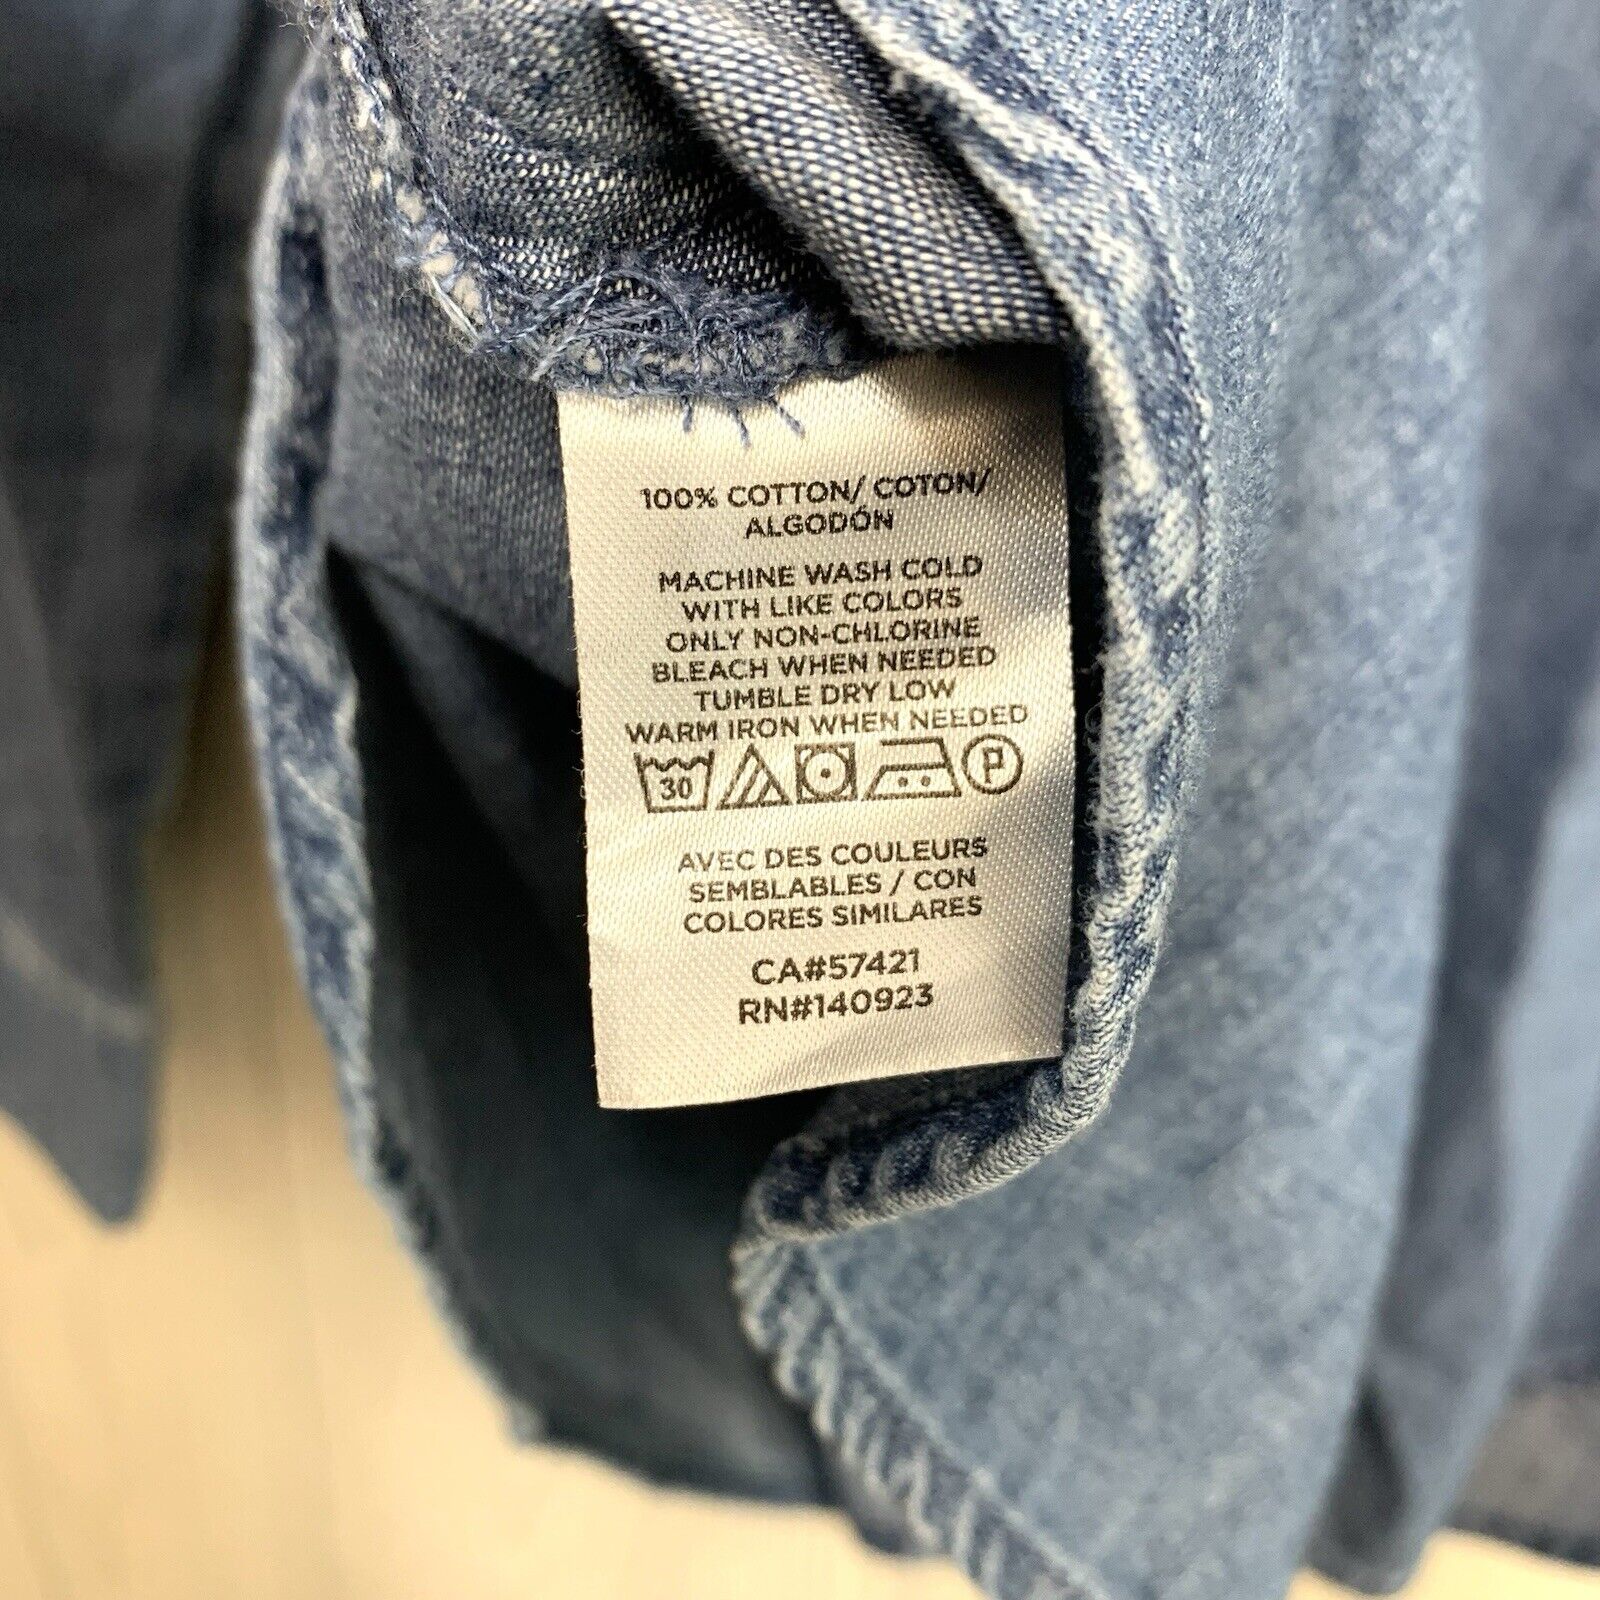 100% COTTON/ COTON/
ALGODÓN
MACHINE WASH COLD
WITH LIKE COLORS
ONLY NON-CHLORINE
BLEACH WHEN NEEDED
TUMBLE DRY LOW
WARM IRON WHEN NEEDED
30 P
AVEC DES COULEURS
SEMBLABLES / CON
COLORES SIMILARES
CA#57421
RN#140923